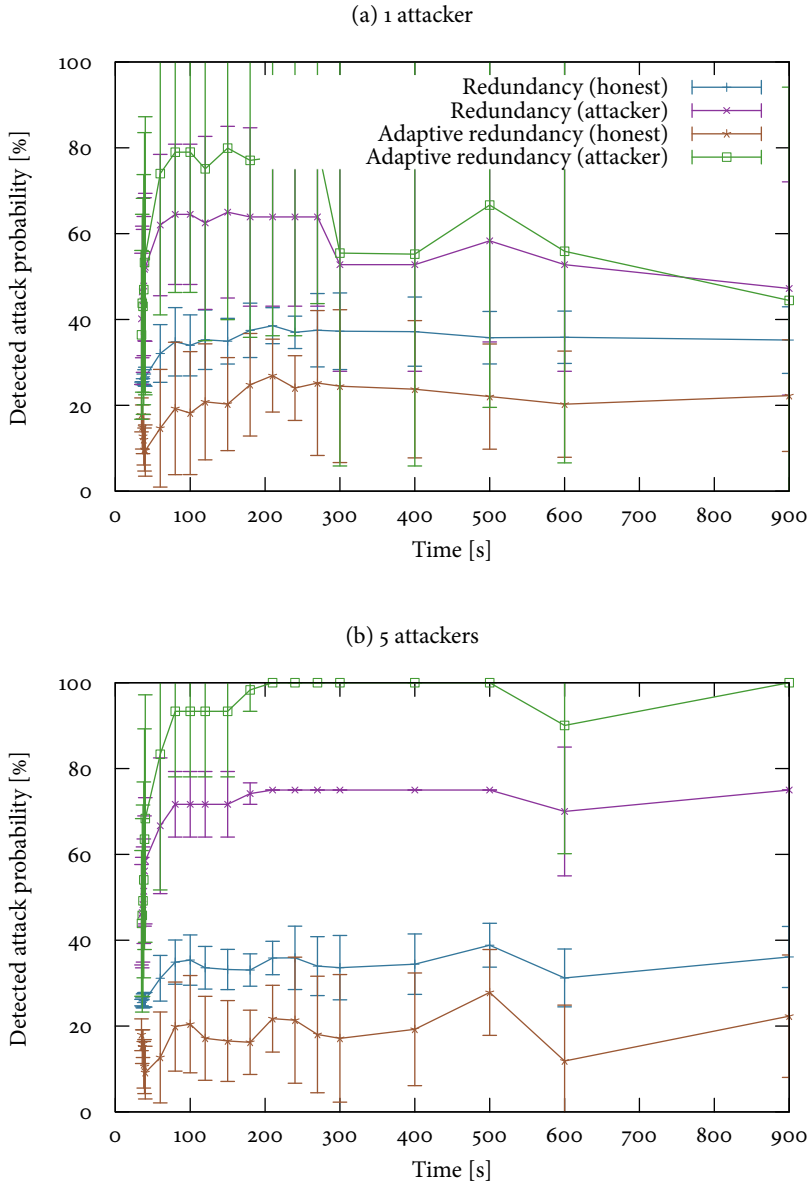 (a) 1 attacker
Detected attack probability [%]
100
80
60
40
20
0
Redundancy (honest)
Redundancy (attacker)
Adaptive redundancy (honest)
Adaptive redundancy (attacker)
0 100 200 300 400 500 600 700 800 900
Time [s]
(b) 5 attackers
Detected attack probability [%]
100
80
60
40
20
0
0 100 200 300 400 500 600 700 800 900
Time [s]